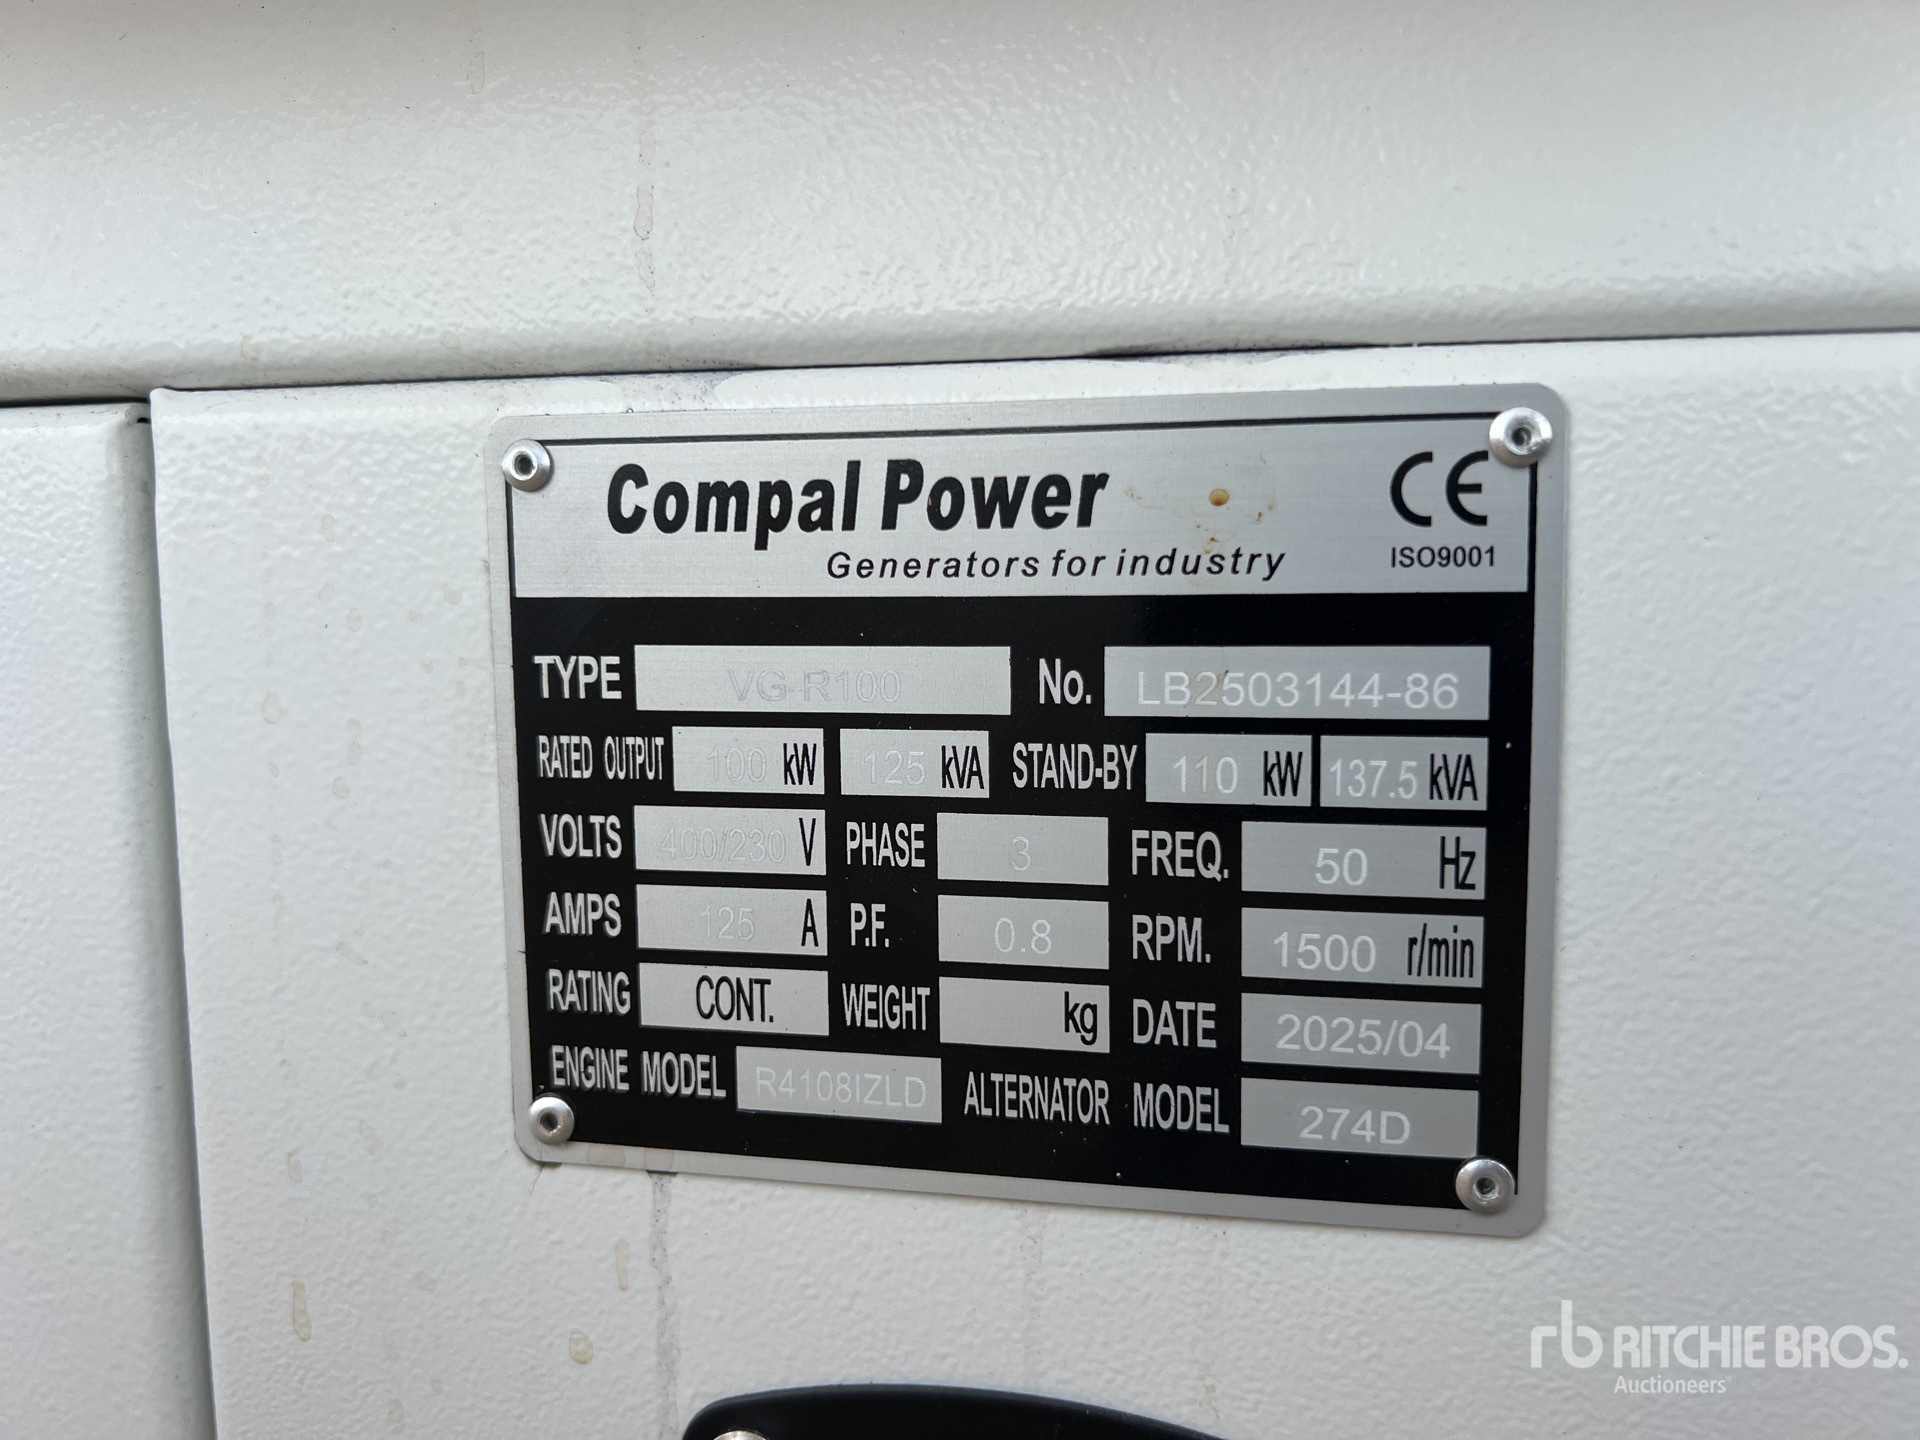 Compal Power
Generators for industry
CE
ISO9001
TYPE VG-R100 No. LB2503144-86
RATED OUTPUT 100 kW 125 kVA STAND-BY 110 kW 137.5 kVA
VOLTS 400/230 V PHASE 3 FREQ. 50 Hz
AMPS 125 A P.F. 0.8 RPM. 1500 r/min
RATING CONT. WEIGHT kg DATE 2025/04
ENGINE MODEL R4108IZLD ALTERNATOR MODEL 274D
rb RITCHIE BROS.
Auctioneers